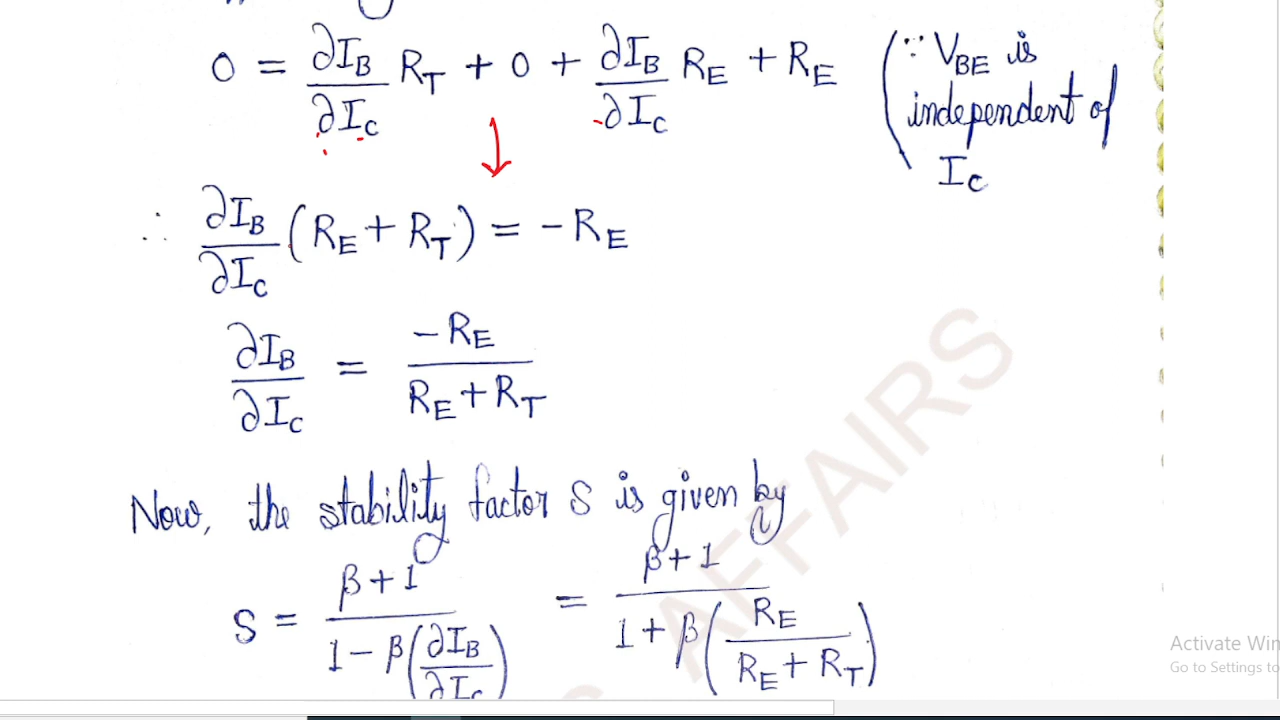 0 = ∂I_B/∂I_C R_T + 0 + ∂I_B/∂I_C R_E + R_E (∵ V_BE is
independent of
I_C
∴ ∂I_B/∂I_C (R_E + R_T) = -R_E
∂I_B/∂I_C = -R_E/(R_E + R_T)
Now, the stability factor S is given by
S = (β+1)/(1-β(∂I_B/∂I_C)) = (β+1)/(1+β(R_E/(R_E+R_T)))
AFFAIRS
Activate Win
Go to Settings to